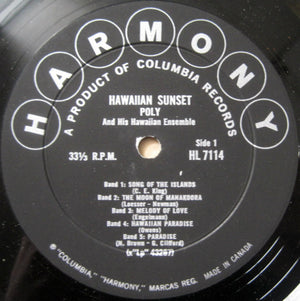 HARMONY
A PRODUCT OF COLUMBIA RECORDS
HAWAIIAN SUNSET
POLY
And His Hawaiian Ensemble
Side 1
33⅓ R.P.M.
HL 7114
Band 1: SONG OF THE ISLANDS
(C. E. King)
Band 2: THE MOON OF MANAKOORA
(Loesser - Newman)
Band 3: MELODY OF LOVE
(Engelmann)
Band 4: HAWAIIAN PARADISE
(Owens)
Band 5: PARADISE
(N. Brown - G. Clifford)
(x"Lp" 43267)
® "COLUMBIA," "HARMONY," MARCAS REG. MADE IN CANADA